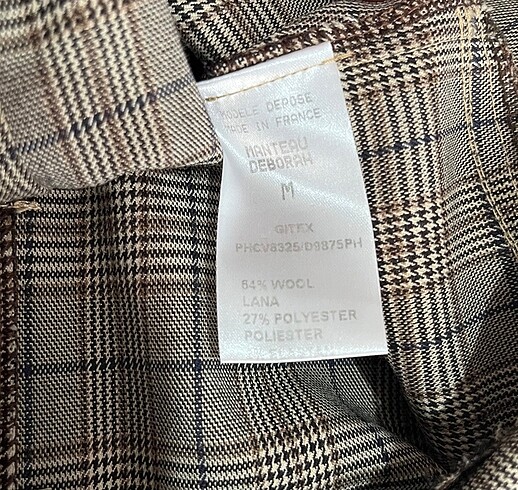 MODELE DEPOSE
MADE IN FRANCE
MANTEAU
DEBORAH
M
GITEX
PHCV8325/D9875PH
54% WOOL
LANA
27% POLYESTER
POLIESTER